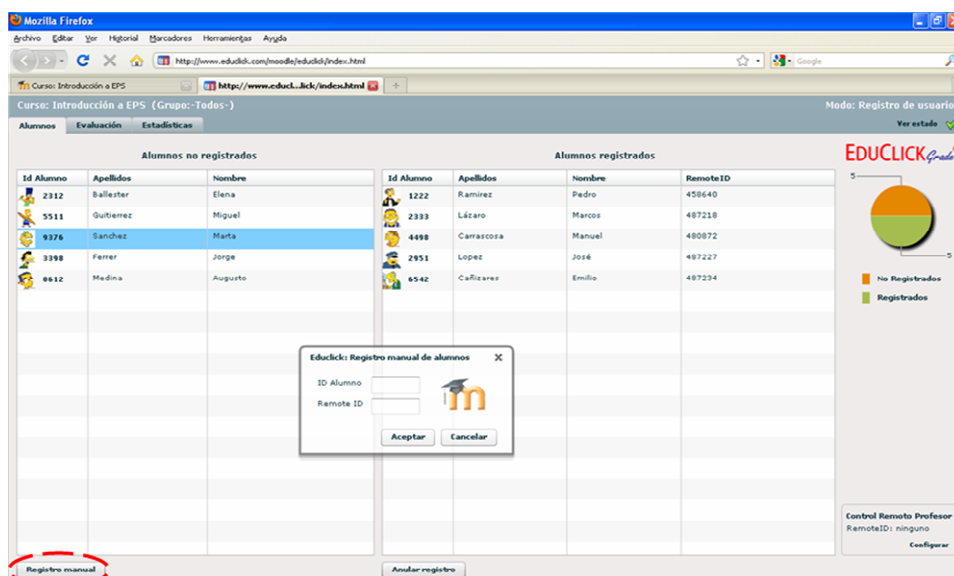 Mozilla Firefox
Archivo Editar Ver Historial Marcadores Herramientas Ayuda
http://www.educlick.com/moodle/educlick/index.html
Google
Curso: Introducción a EPS
http://www.educl...lick/index.html
Curso: Introducción a EPS (Grupo:-Todos-)
Modo: Registro de usuario
Alumnos Evaluación Estadísticas
Ver estado
Alumnos no registrados
Alumnos registrados
EDUCLICK
Id Alumno Apellidos Nombre
2312 Ballester Elena
5511 Guitierrez Miguel
9376 Sanchez Marta
3398 Ferrer Jorge
0612 Medina Augusto
Id Alumno Apellidos Nombre RemoteID
1222 Ramirez Pedro 458640
2333 Lázaro Marcos 487218
4498 Carrascosa Manuel 480872
2951 Lopez José 487227
6542 Cañizares Emilio 487234
5
5
No Registrados
Registrados
Educlick: Registro manual de alumnos
ID Alumno
Remote ID
Aceptar Cancelar
Control Remoto Profesor
RemoteID: ninguno
Configurar
Registro manual
Anular registro